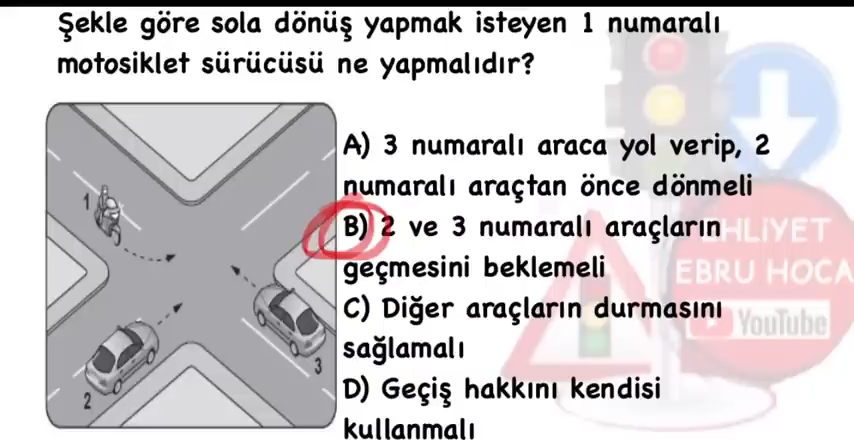 Şekle göre sola dönüş yapmak isteyen 1 numaralı
motosiklet sürücüsü ne yapmalıdır?
A) 3 numaralı araca yol verip, 2
numaralı araçtan önce dönmeli
B) 2 ve 3 numaralı araçların
geçmesini beklemeli
C) Diğer araçların durmasını
sağlamalı
D) Geçiş hakkını kendisi
kullanmalı
1
2
3
EHLİYET
EBRU HOCA
YouTube